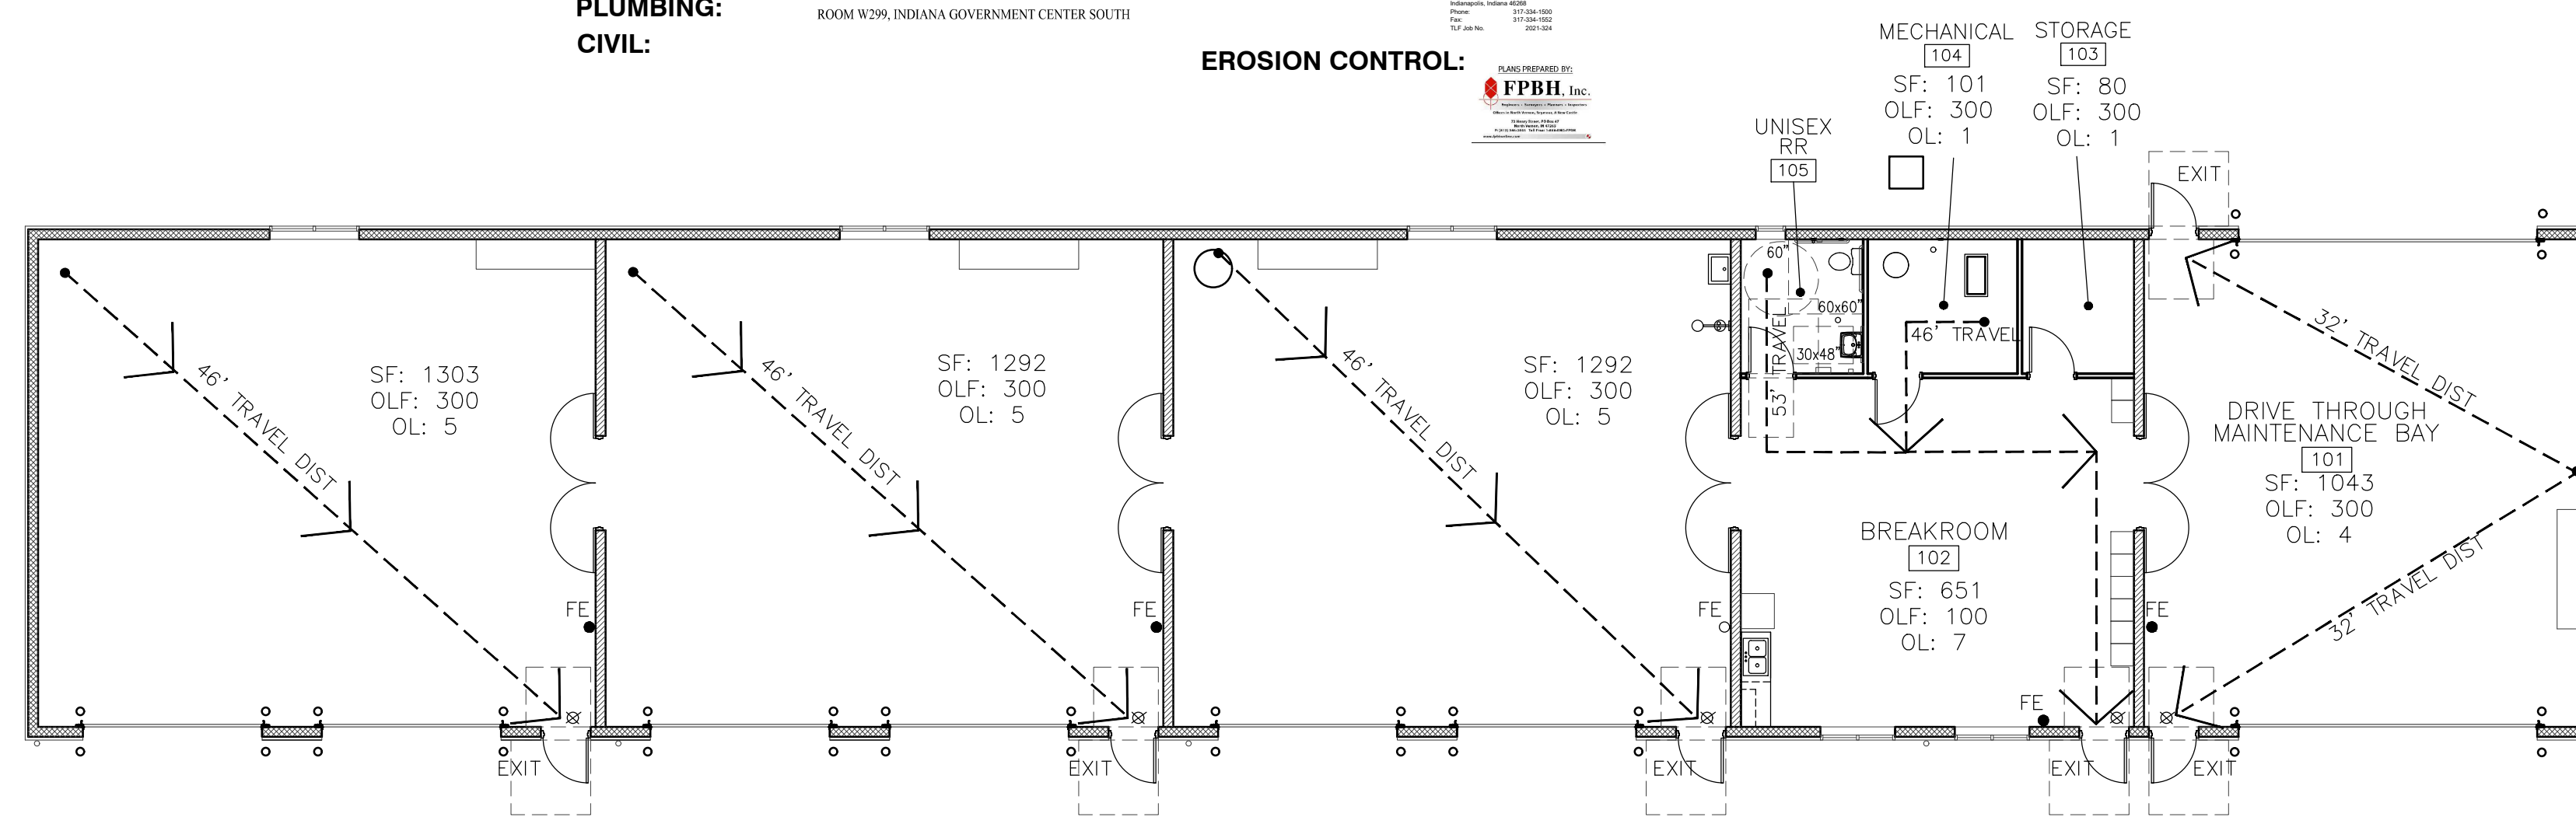 PLUMBING:
ROOM W299, INDIANA GOVERNMENT CENTER SOUTH
CIVIL:
Indianapolis, Indiana 46268
Phone: 317-334-1500
Fax: 317-334-1552
TLF Job No. 2021-324
EROSION CONTROL:
PLANS PREPARED BY:
FPBH, Inc.
Engineers • Surveyors • Planners • Inspectors
MECHANICAL
104
SF: 101
OLF: 300
OL: 1
STORAGE
103
SF: 80
OLF: 300
OL: 1
UNISEX
RR
105
EXIT
46' TRAVEL DIST
SF: 1303
OLF: 300
OL: 5
FE
EXIT
46' TRAVEL DIST
SF: 1292
OLF: 300
OL: 5
FE
EXIT
46' TRAVEL DIST
SF: 1292
OLF: 300
OL: 5
FE
EXIT
60"
60x60"
30x48"
53' TRAVEL
46' TRAVEL
BREAKROOM
102
SF: 651
OLF: 100
OL: 7
FE
EXIT
32' TRAVEL DIST
DRIVE THROUGH
MAINTENANCE BAY
101
SF: 1043
OLF: 300
OL: 4
32' TRAVEL DIST
FE
EXIT